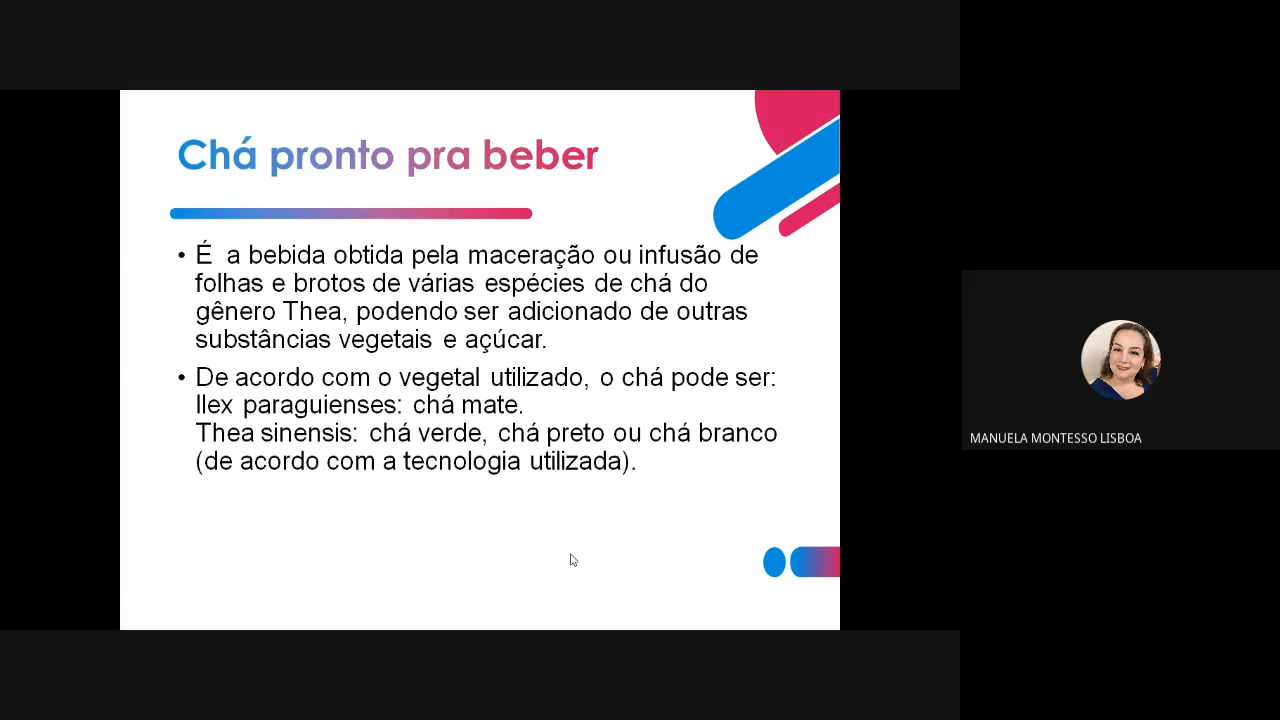 Chá pronto pra beber
• É a bebida obtida pela maceração ou infusão de
folhas e brotos de várias espécies de chá do
gênero Thea, podendo ser adicionado de outras
substâncias vegetais e açúcar.
• De acordo com o vegetal utilizado, o chá pode ser:
Ilex paraguienses: chá mate.
Thea sinensis: chá verde, chá preto ou chá branco
(de acordo com a tecnologia utilizada).
MANUELA MONTESSO LISBOA